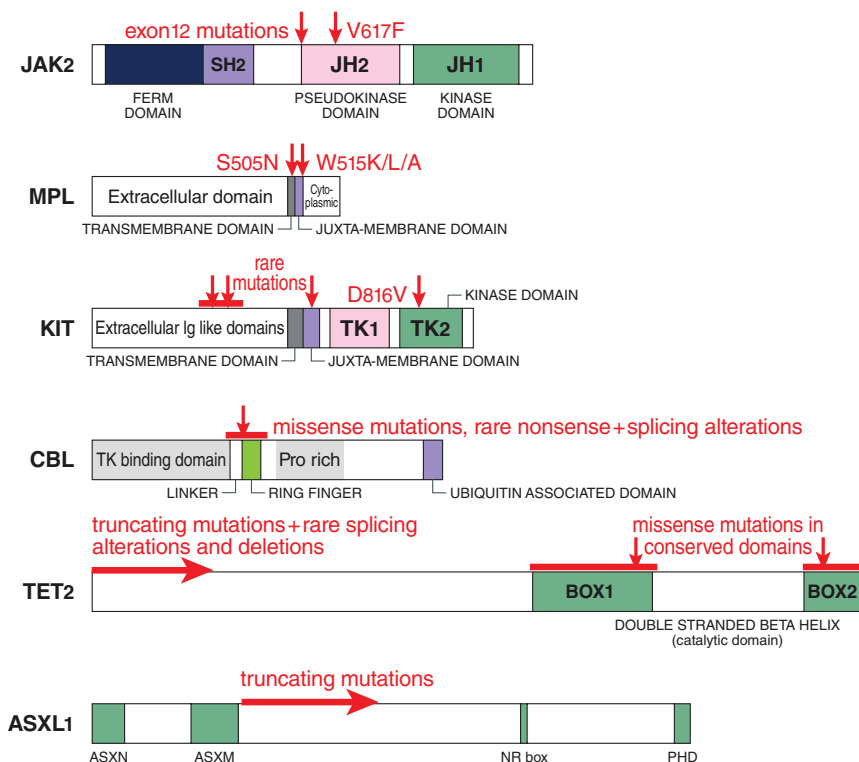 exon12 mutations
V617F
JAK2
SH2
JH2
JH1
FERM
DOMAIN
PSEUDOKINASE
DOMAIN
KINASE
DOMAIN
S505N
W515K/L/A
MPL
Extracellular domain
Cyto-
plasmic
TRANSMEMBRANE DOMAIN
JUXTA-MEMBRANE DOMAIN
rare
mutations
D816V
KINASE DOMAIN
KIT
Extracellular Ig like domains
TK1
TK2
TRANSMEMBRANE DOMAIN
JUXTA-MEMBRANE DOMAIN
missense mutations, rare nonsense+splicing alterations
CBL
TK binding domain
Pro rich
LINKER
RING FINGER
UBIQUITIN ASSOCIATED DOMAIN
truncating mutations+rare splicing
alterations and deletions
missense mutations in
conserved domains
TET2
BOX1
BOX2
DOUBLE STRANDED BETA HELIX
(catalytic domain)
truncating mutations
ASXL1
ASXN
ASXM
NR box
PHD